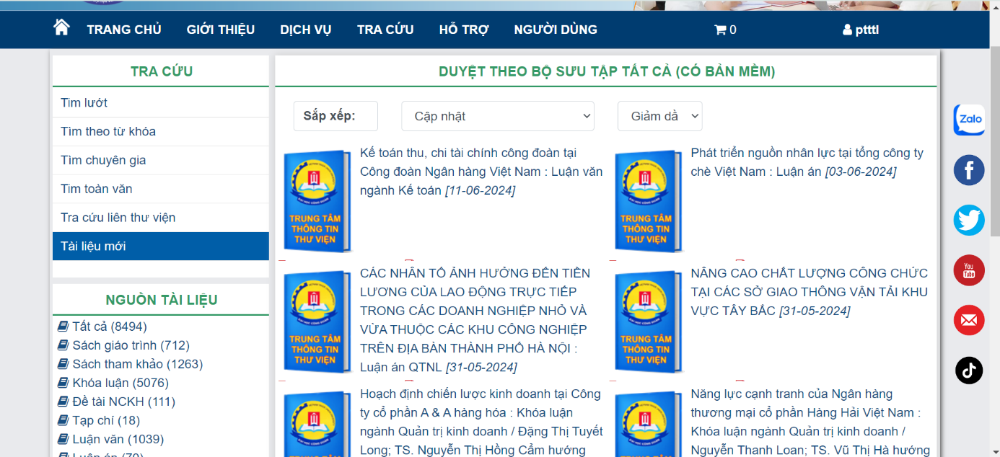 TRANG CHỦ
GIỚI THIỆU
DỊCH VỤ
TRA CỨU
HỖ TRỢ
NGƯỜI DÙNG
0
ptttl
TRA CỨU
Tìm lướt
Tìm theo từ khóa
Tìm chuyên gia
Tìm toàn văn
Tra cứu liên thư viện
Tài liệu mới
NGUỒN TÀI LIỆU
Tất cả (8494)
Sách giáo trình (712)
Sách tham khảo (1263)
Khóa luận (5076)
Đề tài NCKH (111)
Tạp chí (18)
Luận văn (1039)
Luận án (79)
DUYỆT THEO BỘ SƯU TẬP TẤT CẢ (CÓ BẢN MỀM)
Sắp xếp:
Cập nhật
Giảm dầ
TRUNG TÂM
THÔNG TIN
THƯ VIỆN
Kế toán thu, chi tài chính công đoàn tại
Công đoàn Ngân hàng Việt Nam : Luận văn
ngành Kế toán [11-06-2024]
TRUNG TÂM
THÔNG TIN
THƯ VIỆN
Phát triển nguồn nhân lực tại tổng công ty
chè Việt Nam : Luận án [03-06-2024]
TRUNG TÂM
THÔNG TIN
THƯ VIỆN
CÁC NHÂN TỐ ẢNH HƯỞNG ĐẾN TIỀN
LƯƠNG CỦA LAO ĐỘNG TRỰC TIẾP
TRONG CÁC DOANH NGHIỆP NHỎ VÀ
VỪA THUỘC CÁC KHU CÔNG NGHIỆP
TRÊN ĐỊA BÀN THÀNH PHỐ HÀ NỘI :
Luận án QTNL [31-05-2024]
TRUNG TÂM
THÔNG TIN
THƯ VIỆN
NÂNG CAO CHẤT LƯỢNG CÔNG CHỨC
TẠI CÁC SỞ GIAO THÔNG VẬN TẢI KHU
VỰC TÂY BẮC [31-05-2024]
TRUNG TÂM
Hoạch định chiến lược kinh doanh tại Công
ty cổ phần A & A hàng hóa : Khóa luận
ngành Quản trị kinh doanh / Đặng Thị Tuyết
Long; TS. Nguyễn Thị Hồng Cẩm hướng
TRUNG TÂM
Năng lực cạnh tranh của Ngân hàng
thương mại cổ phần Hàng Hải Việt Nam :
Khóa luận ngành Quản trị kinh doanh /
Nguyễn Thanh Loan; TS. Vũ Thị Hà hướng
Zalo
You
Tube